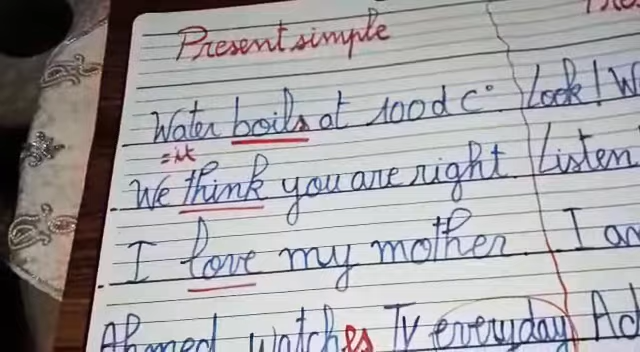 Present simple
Water boils at 100d C° Look! W
=it
We think you are right Listen
I love my mother I am
Ahmed watches TV everyday Ad